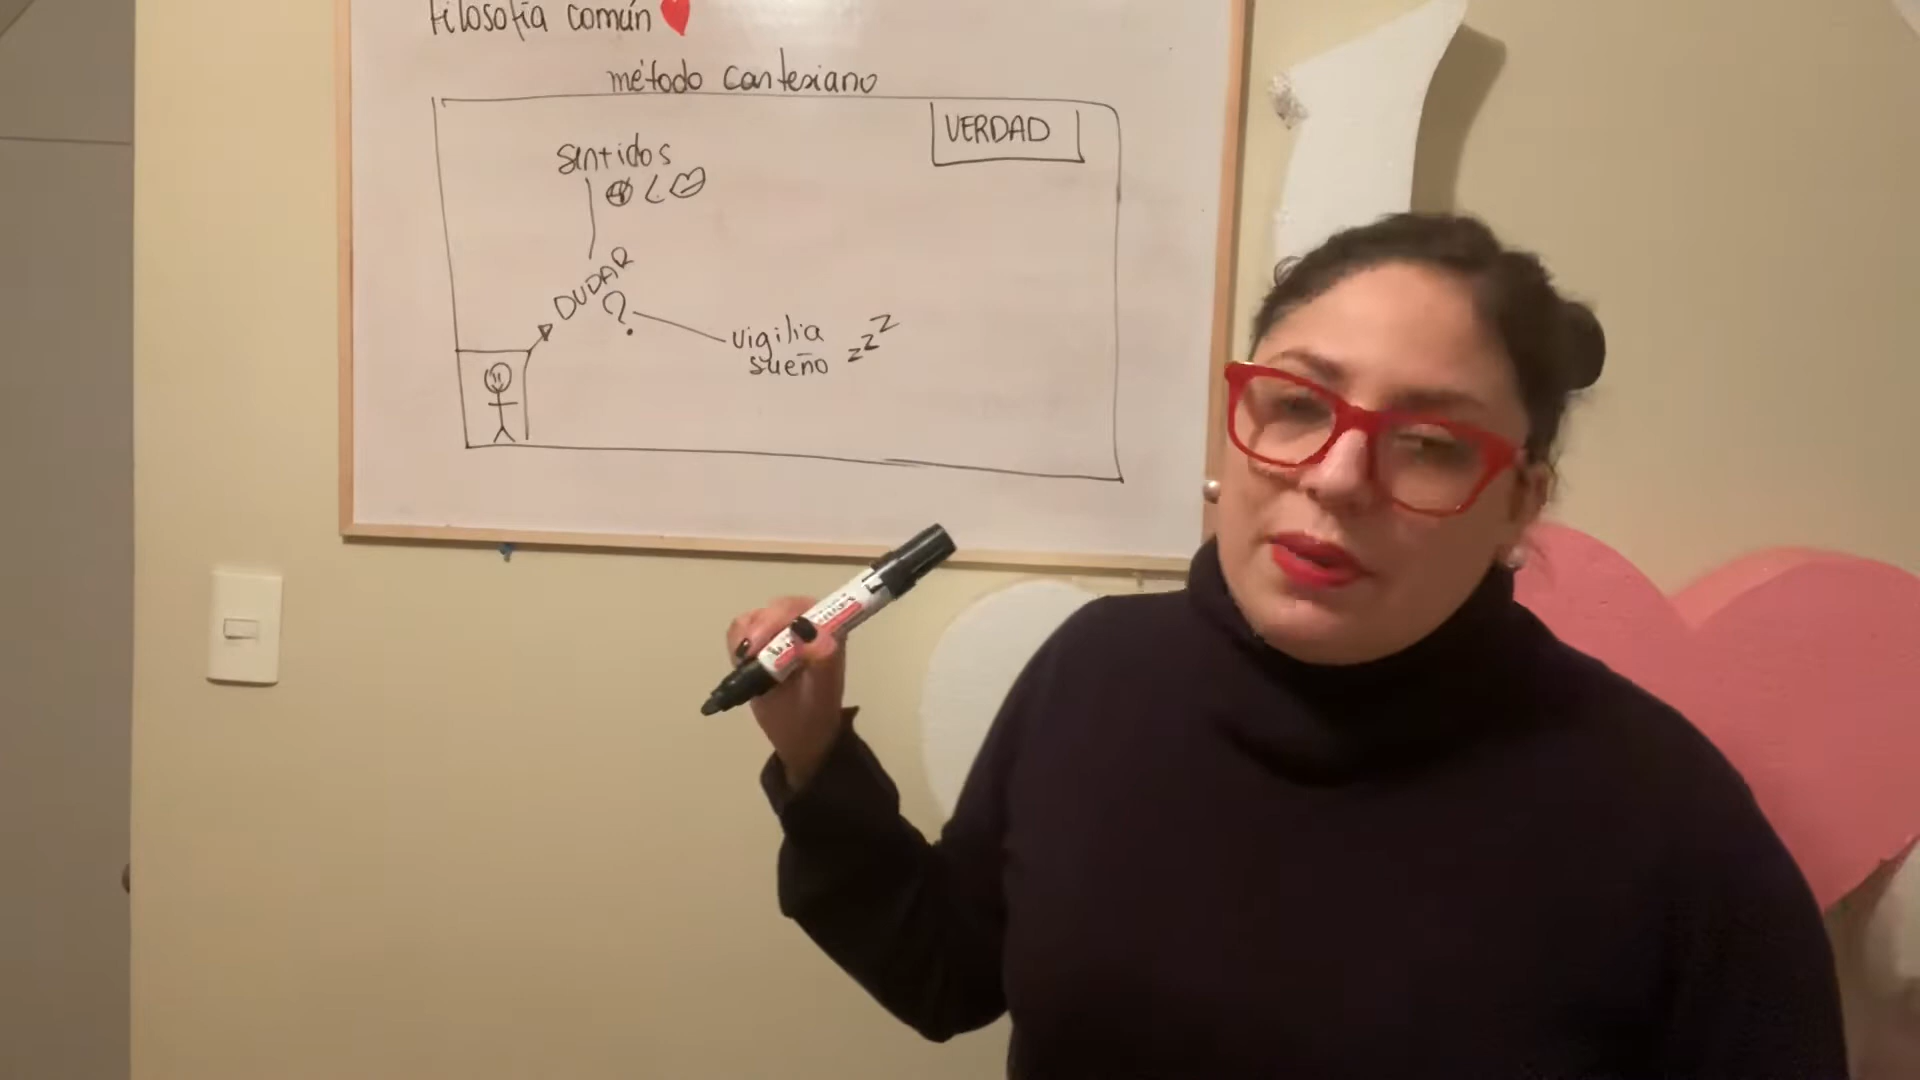 Filosofía común
método cartesiano
VERDAD
sentidos
DUDAR
?
vigilia
sueño zzz